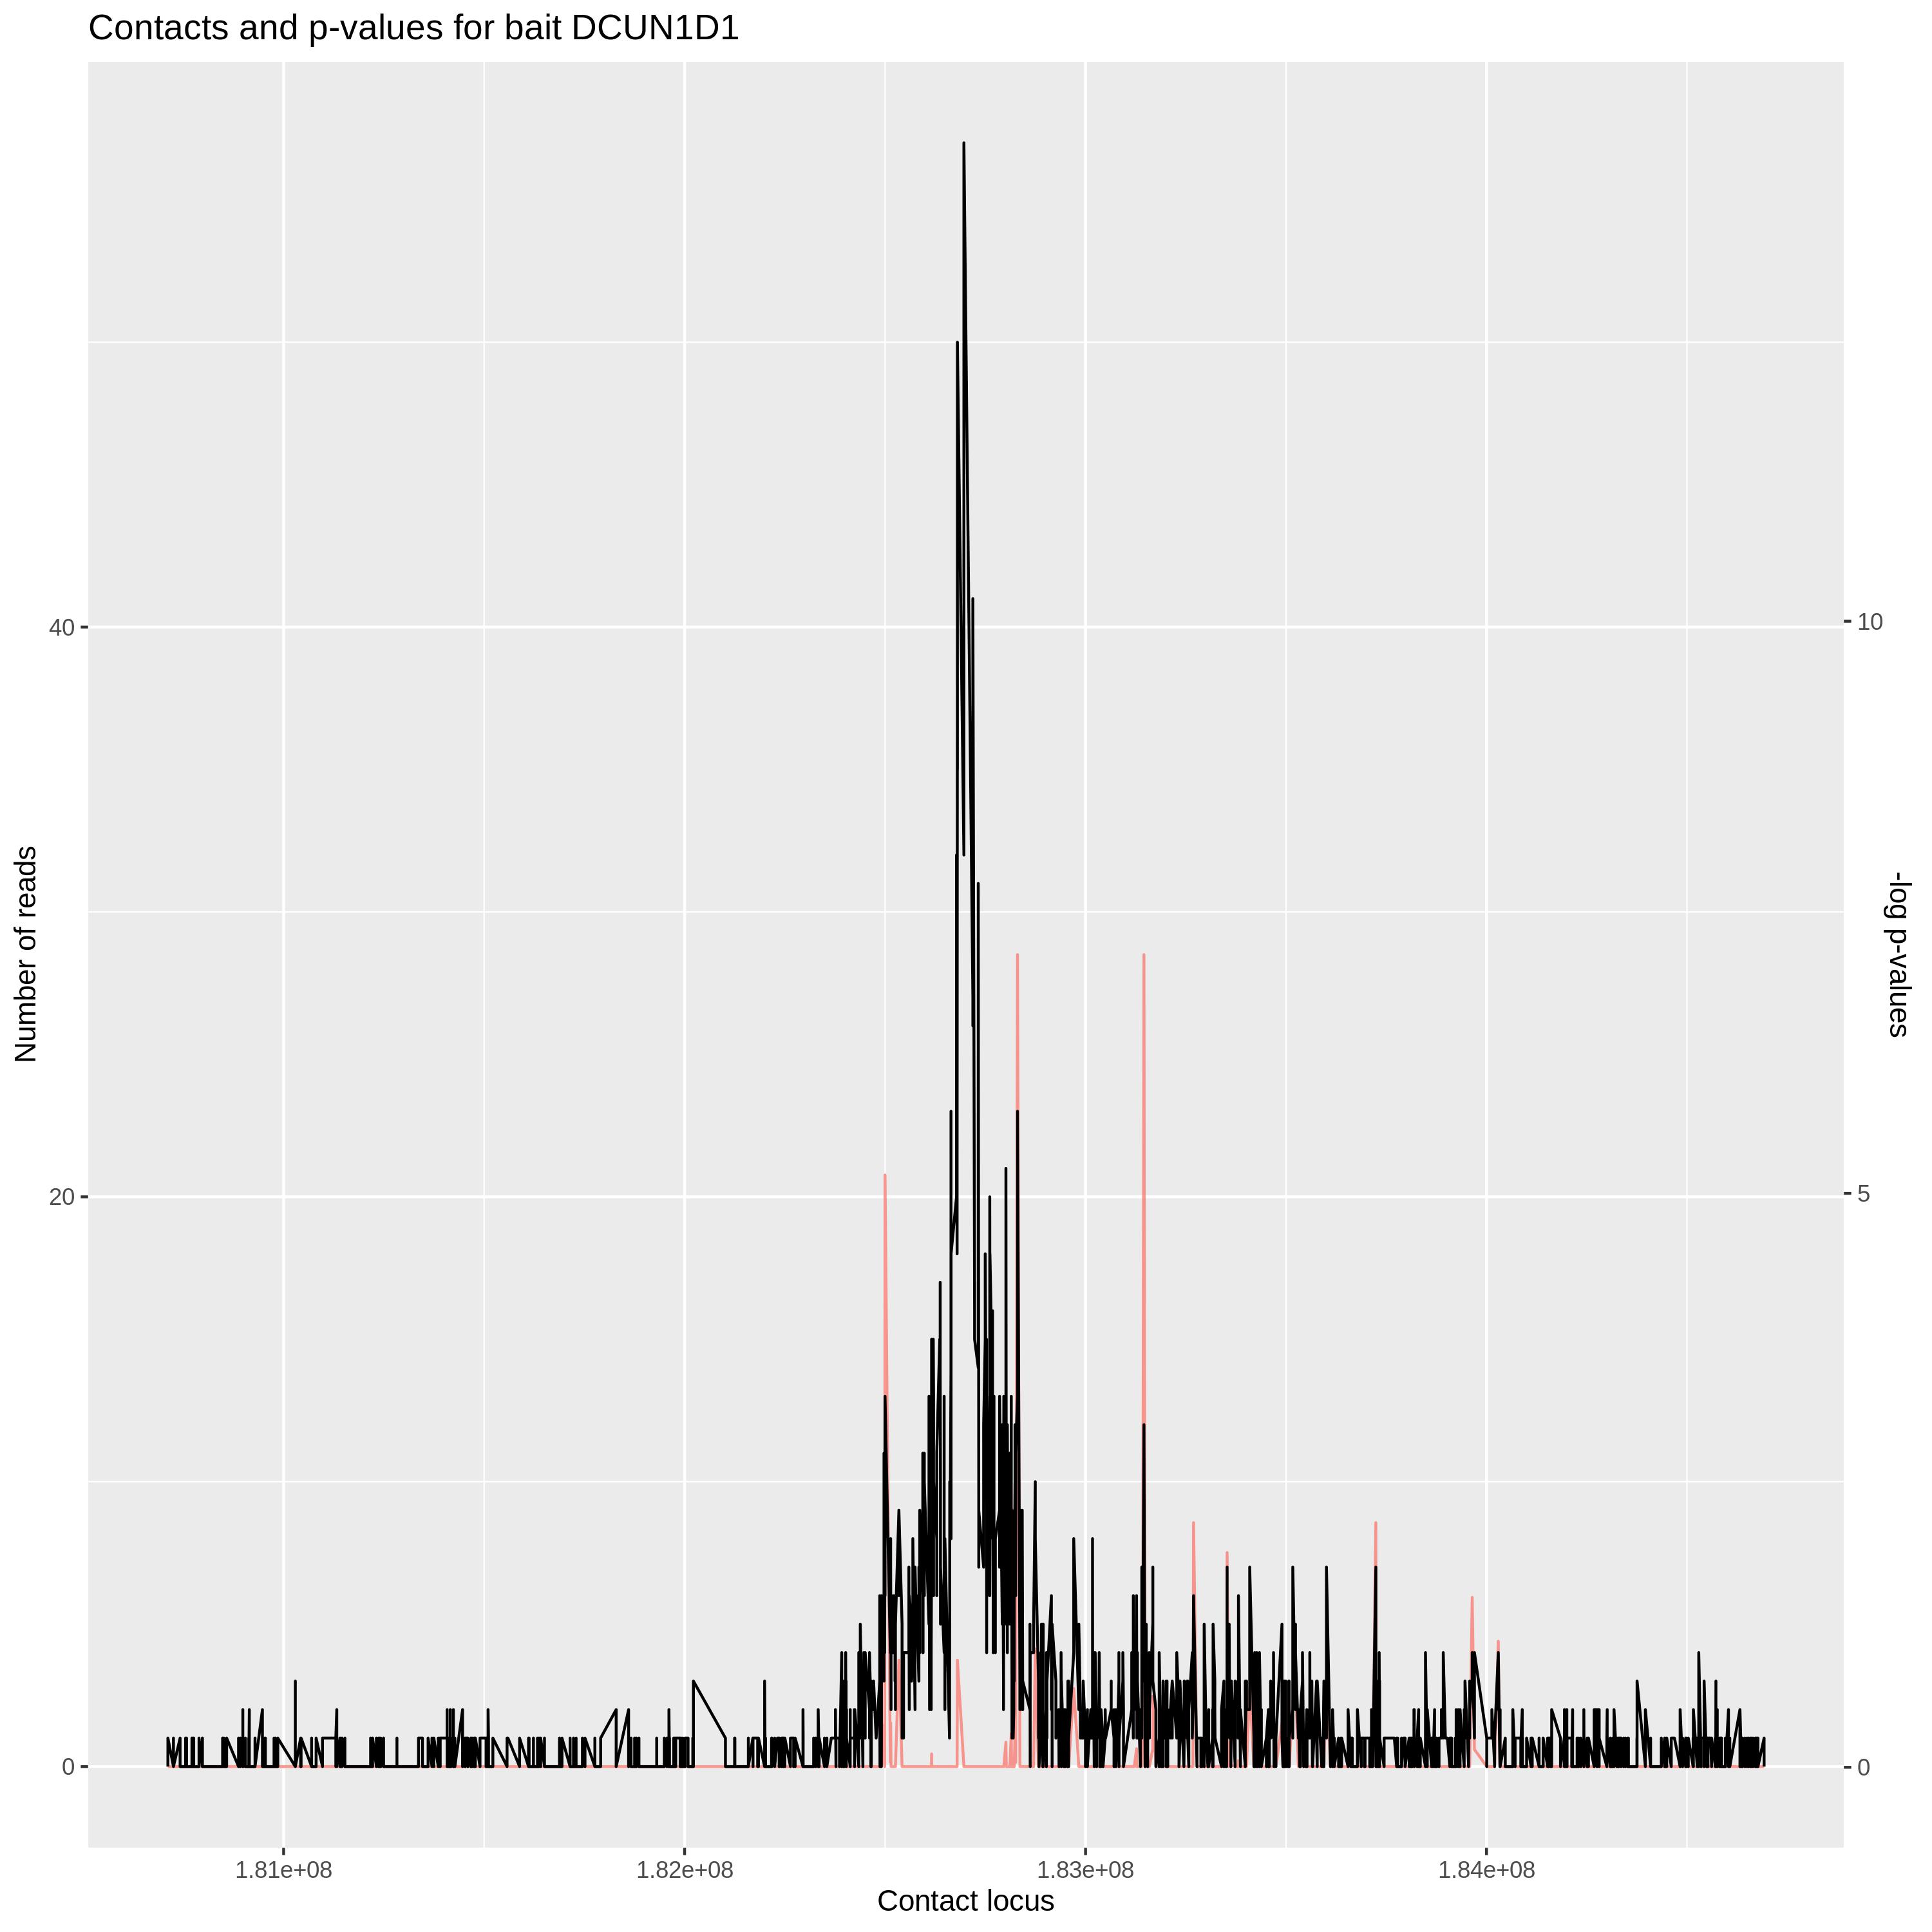 Contacts and p-values for bait DCUN1D1
Number of reads
40
20
0
10
5
0
-log p-values
1.81e+08
1.82e+08
1.83e+08
1.84e+08
Contact locus